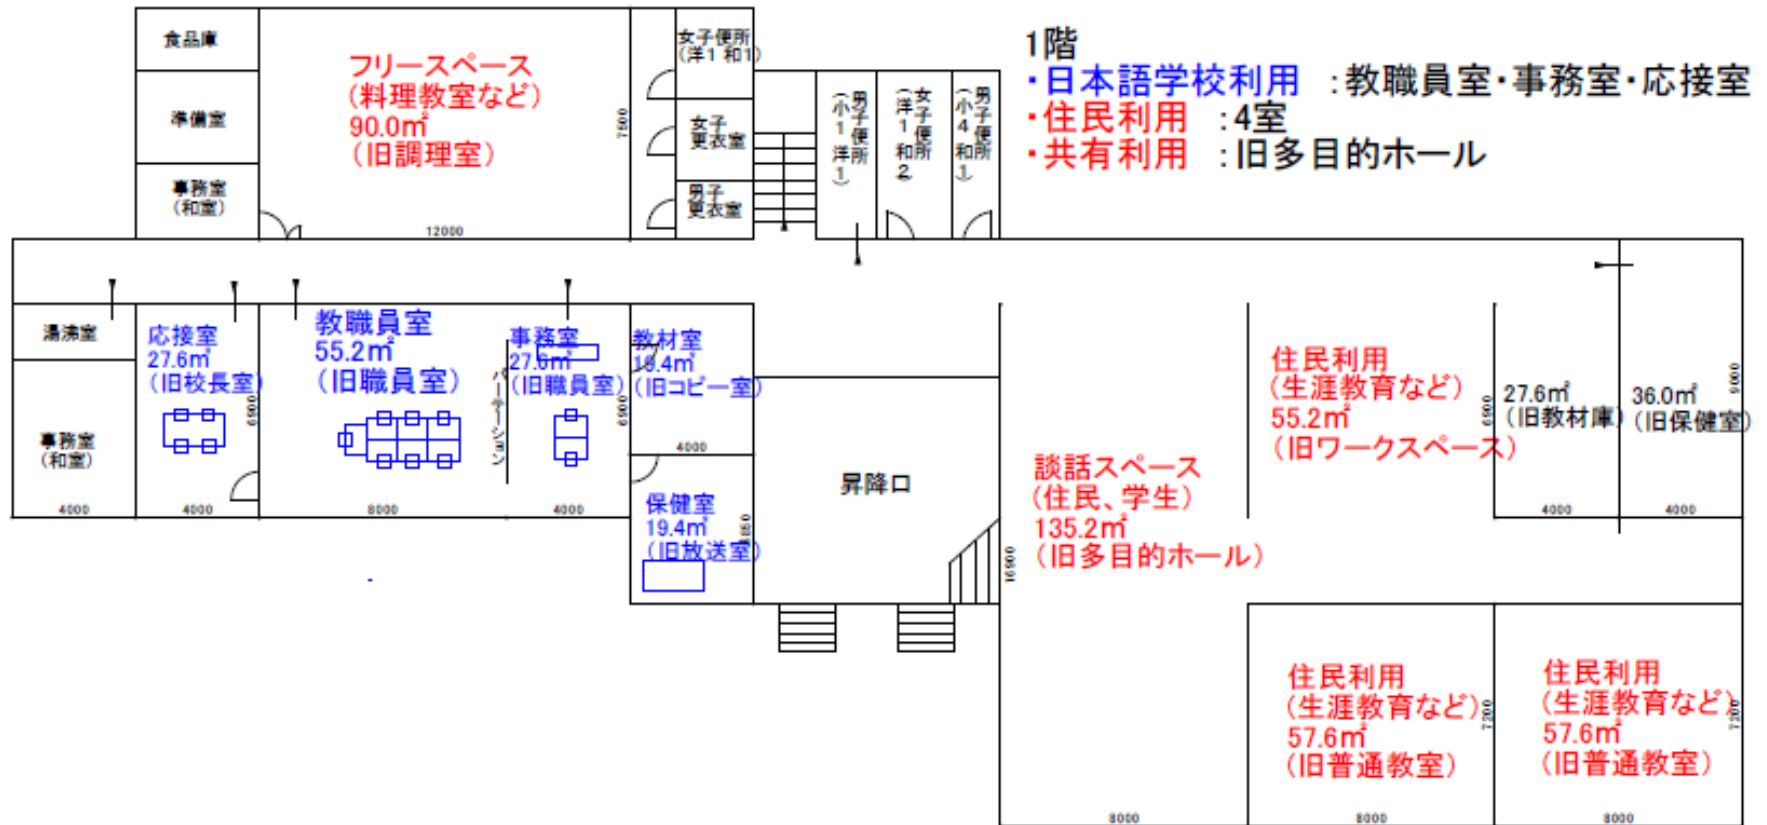 1階
・日本語学校利用 :教職員室・事務室・応接室
・住民利用 :4室
・共有利用 :旧多目的ホール
食品庫
準備室
事務室
(和室)
フリースペース
(料理教室など)
90.0㎡
(旧調理室)
7500
12000
女子便所
(洋1 和1)
女子
更衣室
男子
更衣室
男子便所
(小1 洋1)
女子便所
(洋1 和2)
男子便所
(小4 和1)
湯沸室
事務室
(和室)
4000
応接室
27.6㎡
(旧校長室)
6900
4000
教職員室
55.2㎡
(旧職員室)
8000
パーテーション
事務室
27.6㎡
(旧職員室)
6900
4000
教材室
19.4㎡
(旧コピー室)
4000
保健室
19.4㎡
(旧放送室)
昇降口
談話スペース
(住民、学生)
135.2㎡
(旧多目的ホール)
16900
8000
住民利用
(生涯教育など)
55.2㎡
(旧ワークスペース)
6900
27.6㎡
(旧教材庫)
4000
36.0㎡
(旧保健室)
9000
4000
住民利用
(生涯教育など)
57.6㎡
(旧普通教室)
7200
8000
住民利用
(生涯教育など)
57.6㎡
(旧普通教室)
7200
8000